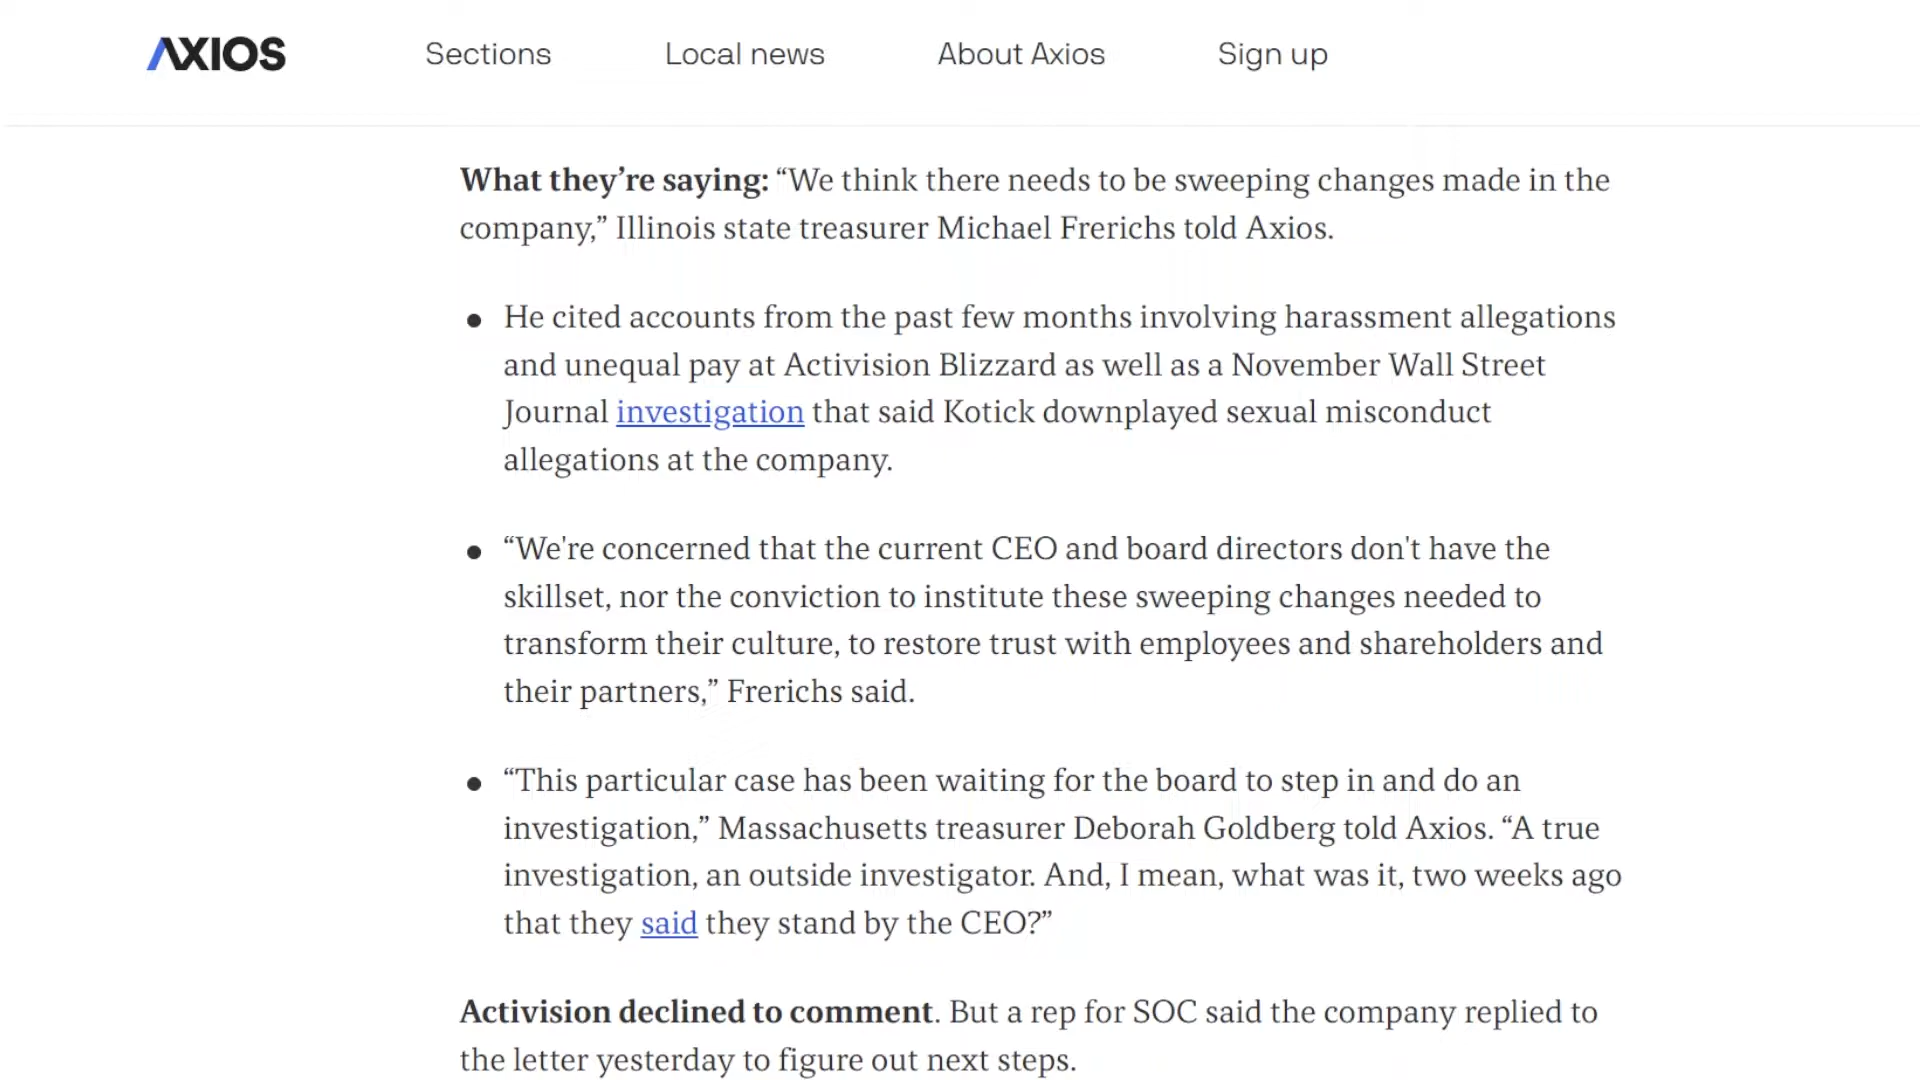 AXIOS Sections Local news About Axios Sign up
What they’re saying: “We think there needs to be sweeping changes made in the
company,” Illinois state treasurer Michael Frerichs told Axios.
● He cited accounts from the past few months involving harassment allegations
and unequal pay at Activision Blizzard as well as a November Wall Street
Journal investigation that said Kotick downplayed sexual misconduct
allegations at the company.
● “We're concerned that the current CEO and board directors don't have the
skillset, nor the conviction to institute these sweeping changes needed to
transform their culture, to restore trust with employees and shareholders and
their partners,” Frerichs said.
● “This particular case has been waiting for the board to step in and do an
investigation,” Massachusetts treasurer Deborah Goldberg told Axios. “A true
investigation, an outside investigator. And, I mean, what was it, two weeks ago
that they said they stand by the CEO?”
Activision declined to comment. But a rep for SOC said the company replied to
the letter yesterday to figure out next steps.